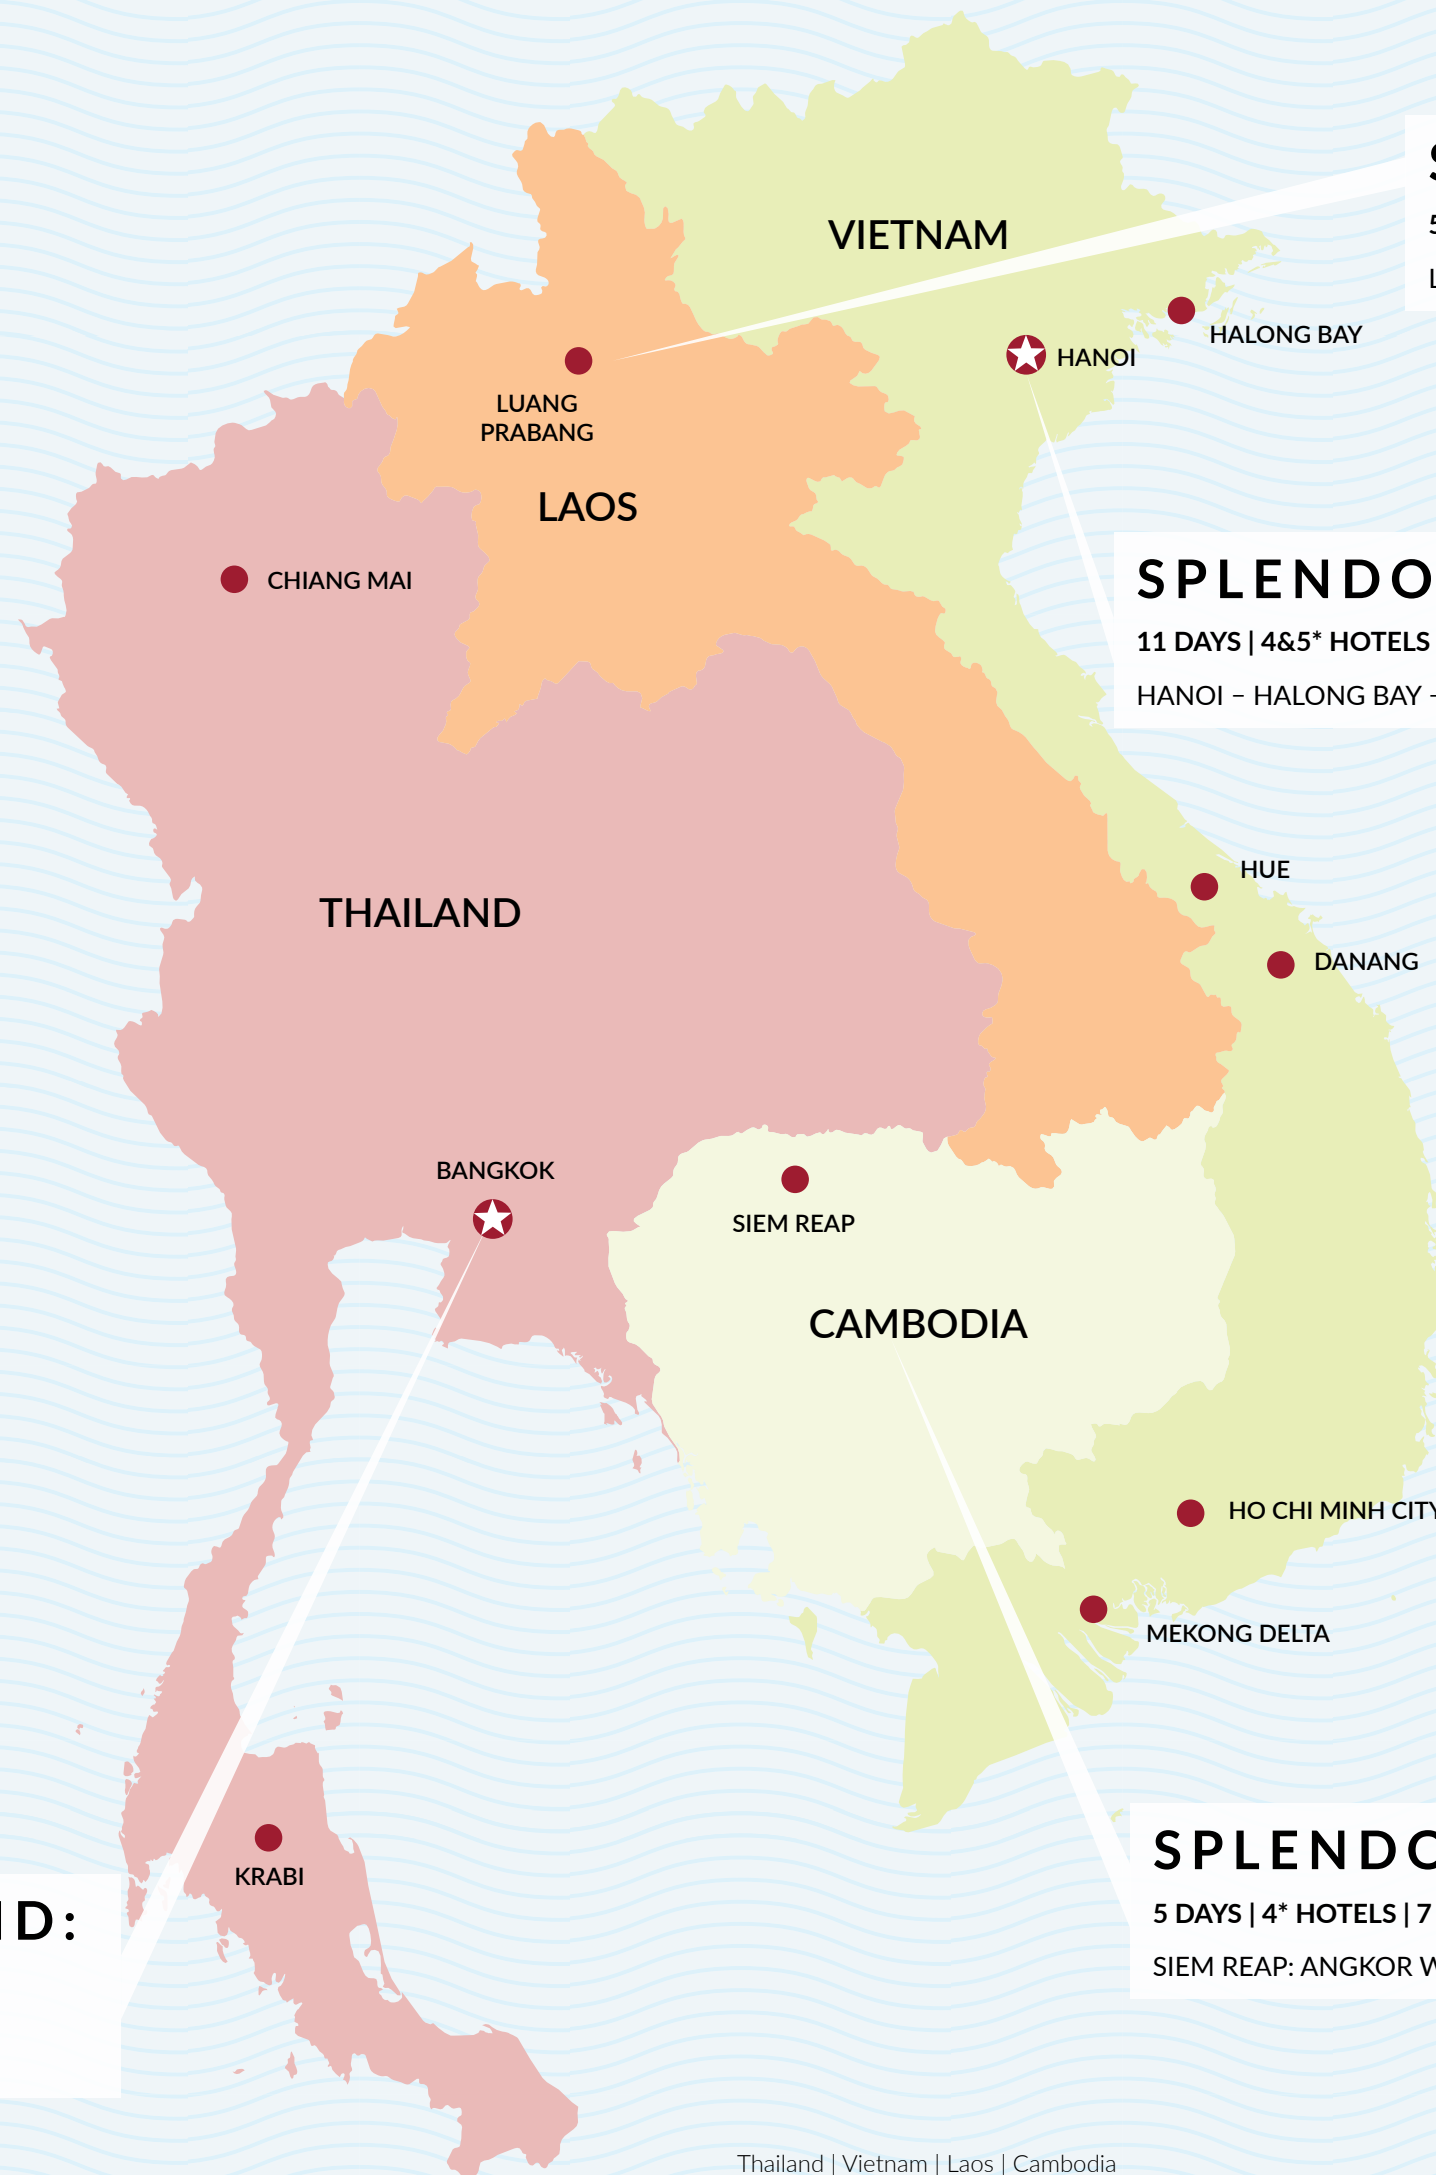 VIETNAM
HALONG BAY
HANOI
LUANG
PRABANG
LAOS
CHIANG MAI
SPLENDO
11 DAYS | 4&5* HOTELS
HANOI – HALONG BAY –
HUE
THAILAND
DANANG
BANGKOK
SIEM REAP
CAMBODIA
HO CHI MINH CITY
MEKONG DELTA
SPLENDO
5 DAYS | 4* HOTELS | 7
SIEM REAP: ANGKOR W
KRABI
D:
Thailand | Vietnam | Laos | Cambodia